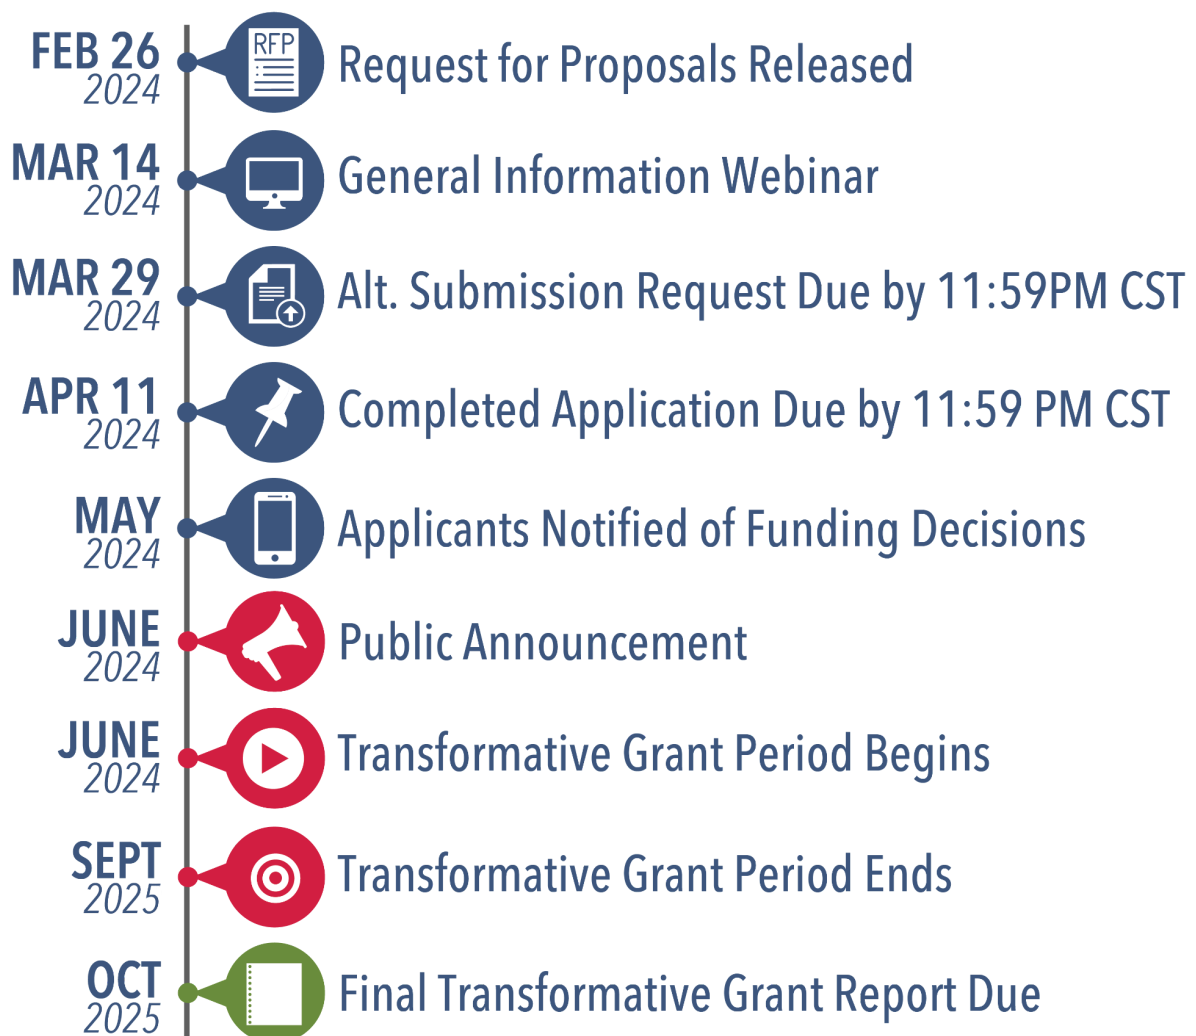 FEB 26
2024
RFP
Request for Proposals Released
MAR 14
2024
General Information Webinar
MAR 29
2024
Alt. Submission Request Due by 11:59PM CST
APR 11
2024
Completed Application Due by 11:59 PM CST
MAY
2024
Applicants Notified of Funding Decisions
JUNE
2024
Public Announcement
JUNE
2024
Transformative Grant Period Begins
SEPT
2025
Transformative Grant Period Ends
OCT
2025
Final Transformative Grant Report Due